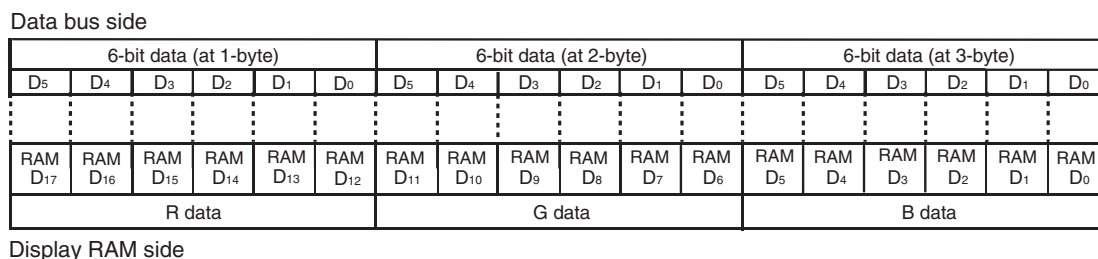 Data bus side
6-bit data (at 1-byte) 6-bit data (at 2-byte) 6-bit data (at 3-byte)
D5 D4 D3 D2 D1 D0 D5 D4 D3 D2 D1 D0 D5 D4 D3 D2 D1 D0
RAM RAM RAM RAM RAM RAM RAM RAM RAM RAM RAM RAM RAM RAM RAM RAM RAM RAM
D17 D16 D15 D14 D13 D12 D11 D10 D9 D8 D7 D6 D5 D4 D3 D2 D1 D0
R data G data B data
Display RAM side